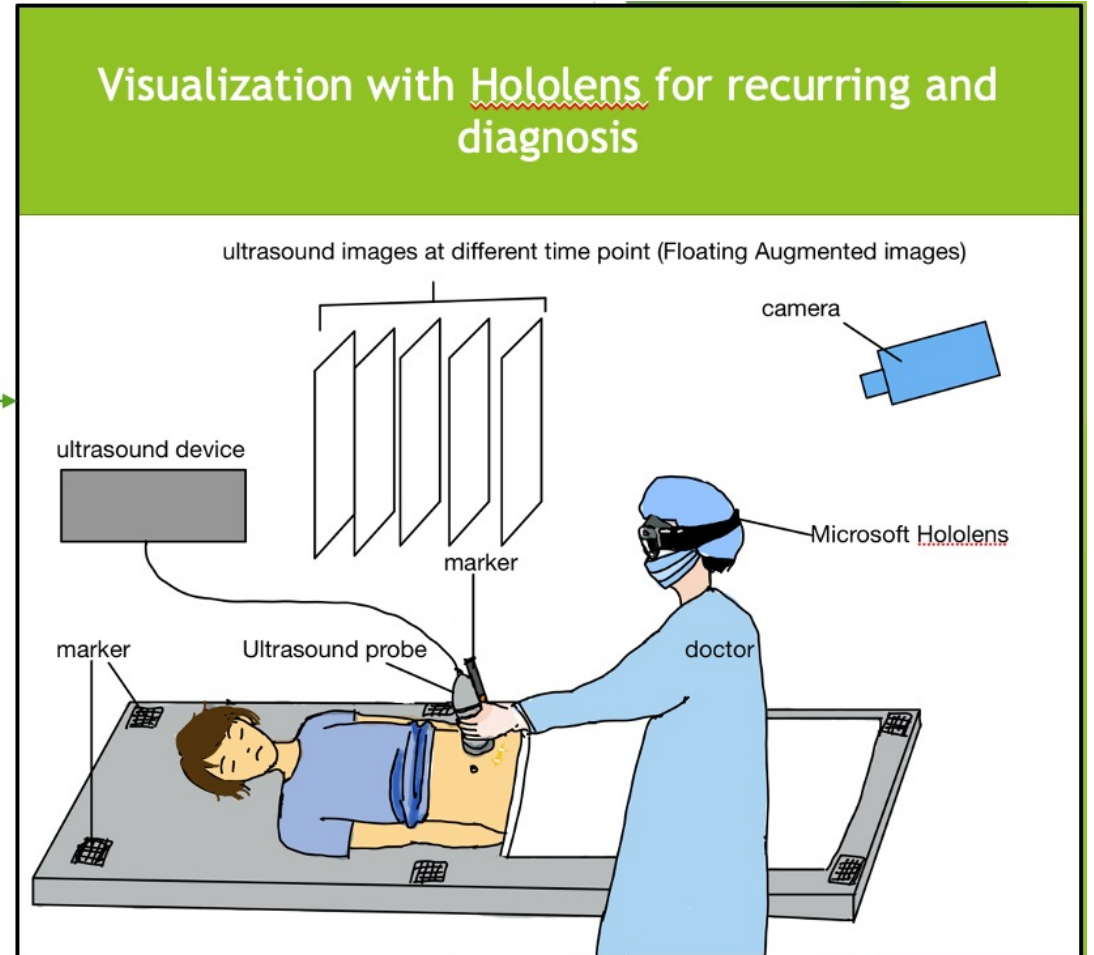 Visualization with Hololens for recurring and
diagnosis
ultrasound images at different time point (Floating Augmented images)
camera
ultrasound device
Microsoft Hololens
marker
marker
Ultrasound probe
doctor